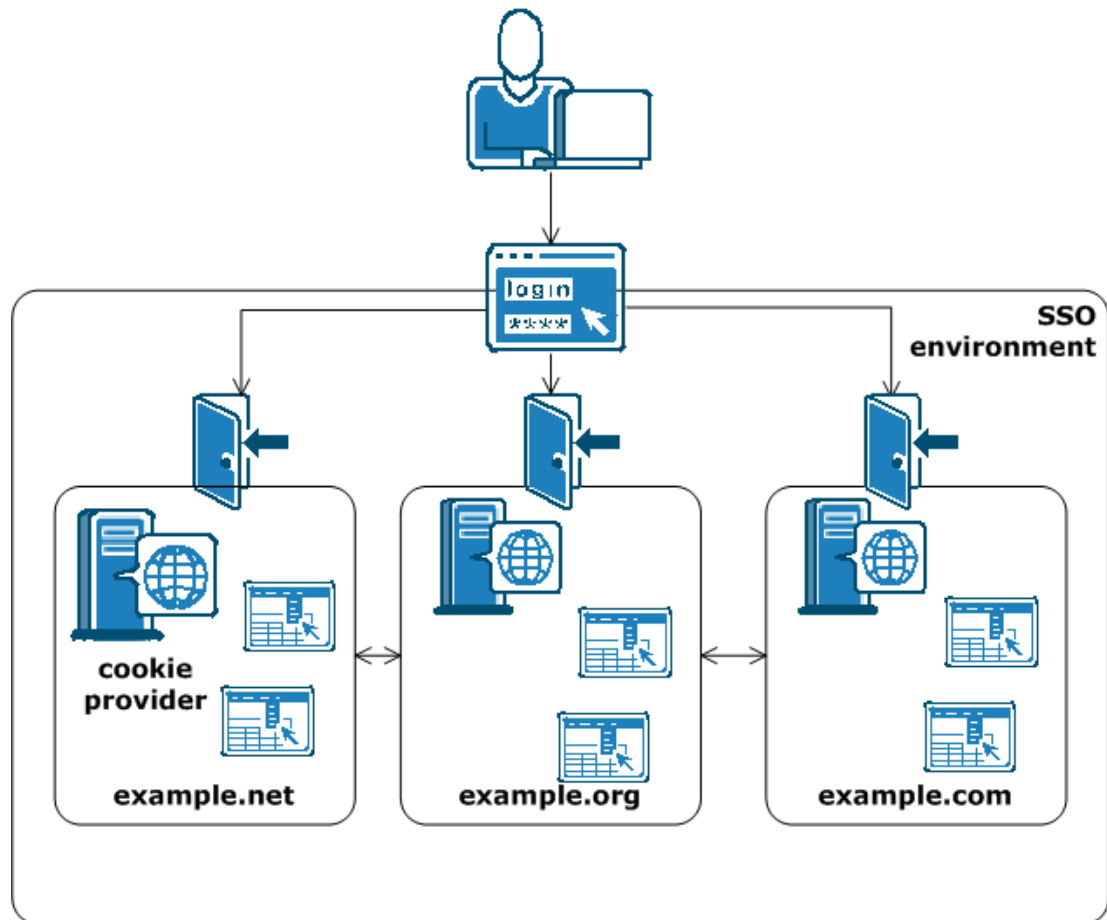 login
****
SSO
environment
cookie
provider
example.net
example.org
example.com